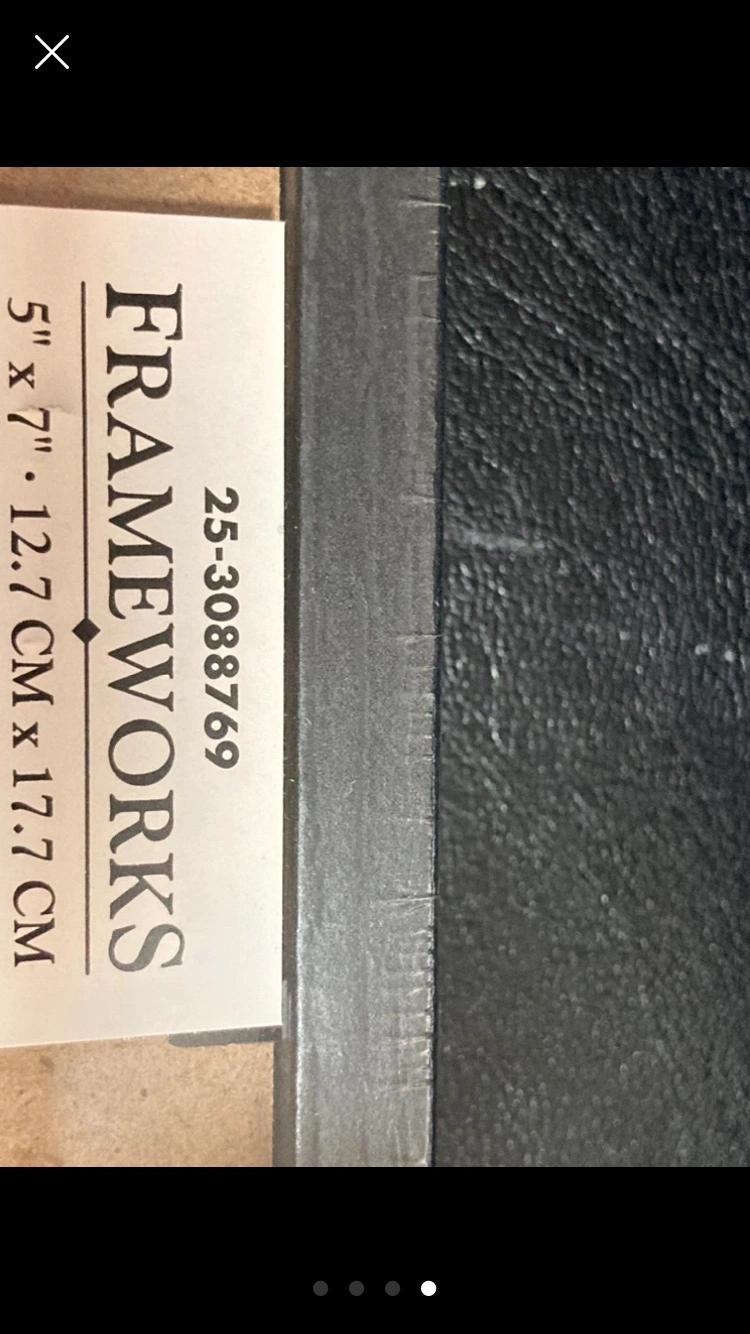 25-3088769
FRAMEWORKS
5" x 7" · 12.7 CM x 17.7 CM